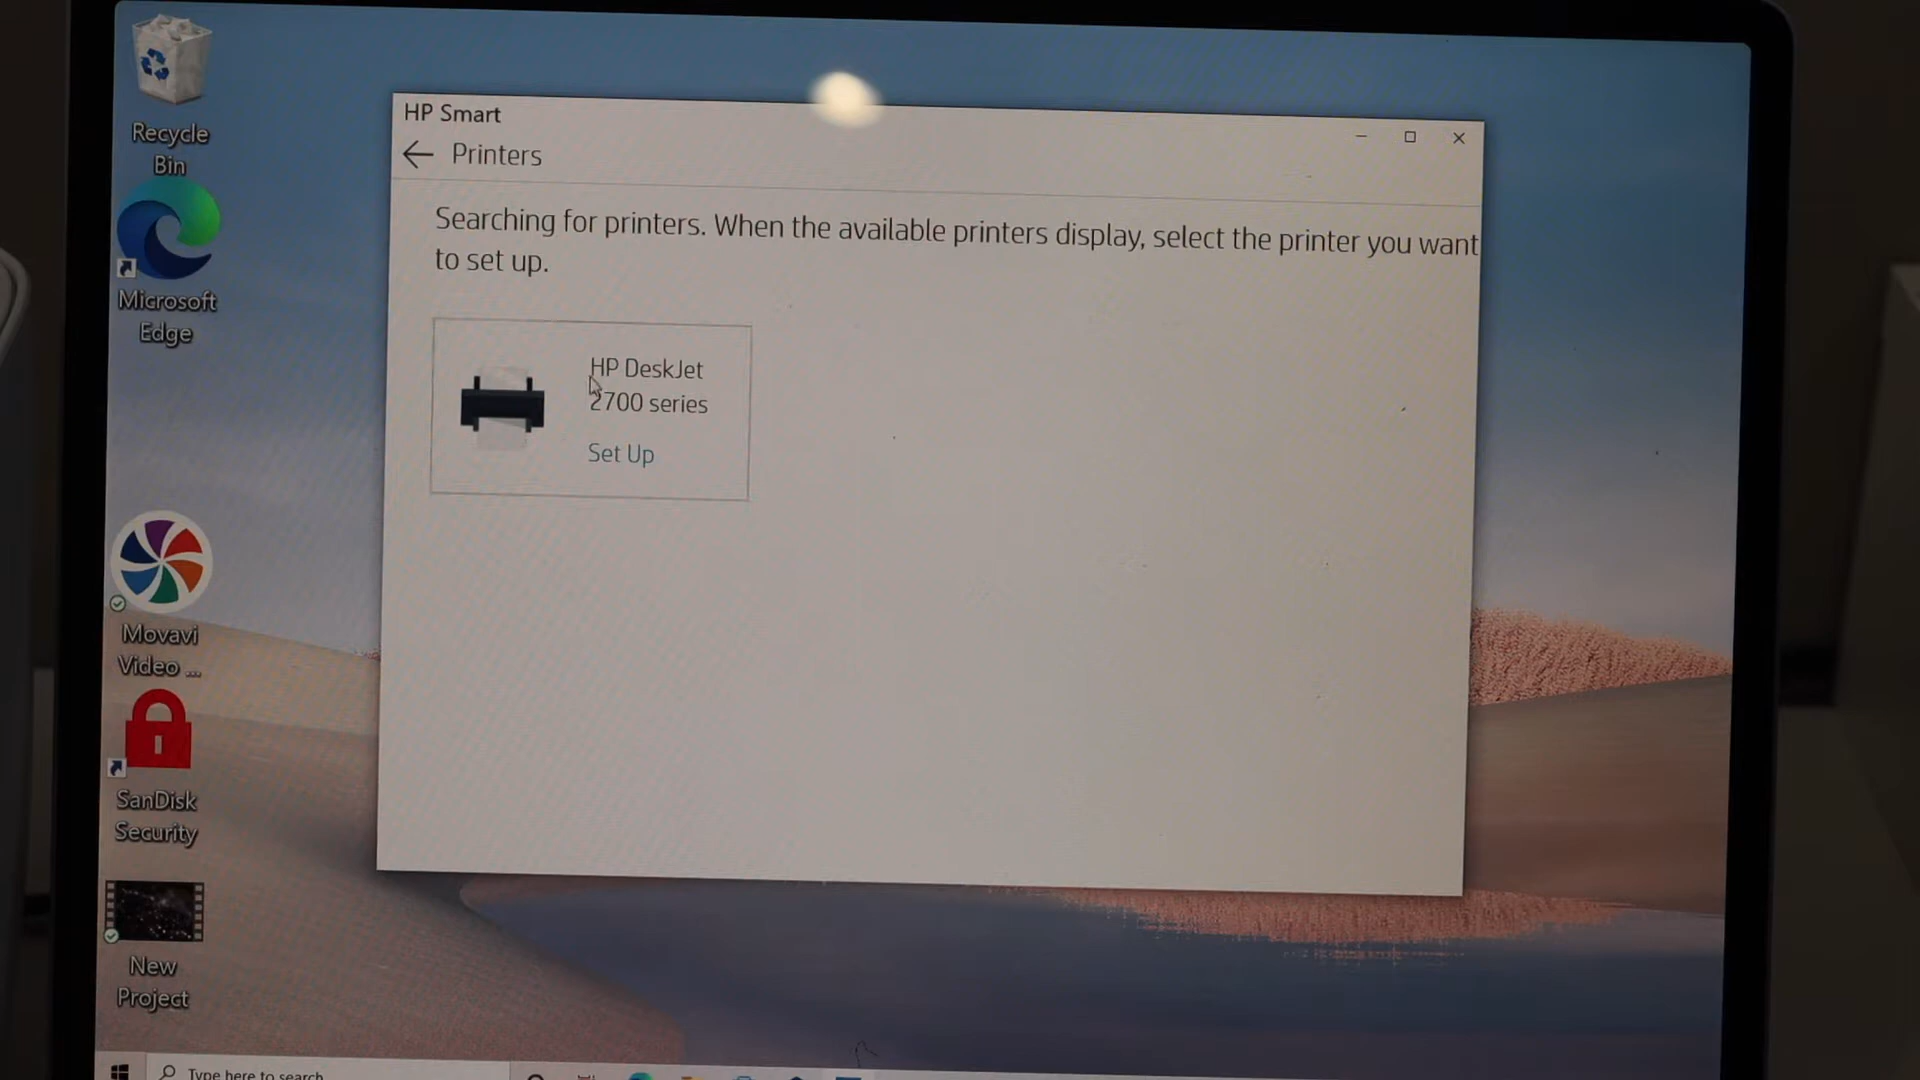 Recycle
Bin
Microsoft
Edge
Movavi
Video ...
SanDisk
Security
New
Project
HP Smart
Printers
Searching for printers. When the available printers display, select the printer you want
to set up.
HP DeskJet
2700 series
Set Up
Type here to search